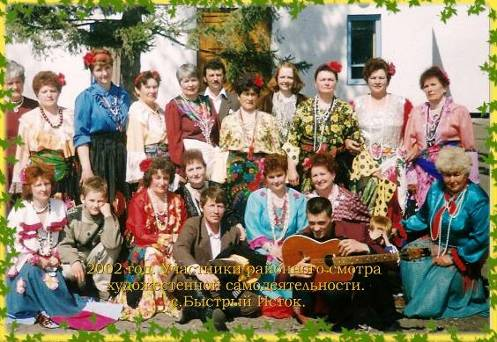 2002 год. Участники районного смотра
художественной самодеятельности.
с.Быстрый Исток.